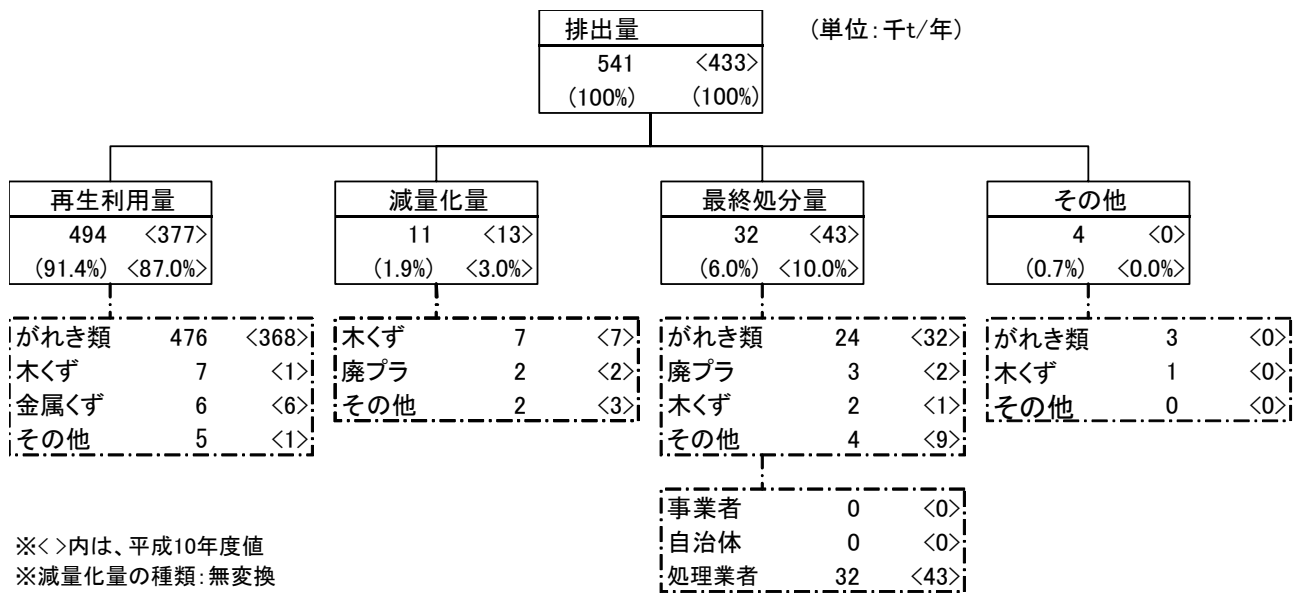 排出量 (単位:千t/年)
541 <433>
(100%) (100%)
再生利用量 減量化量 最終処分量 その他
494 <377> 11 <13> 32 <43> 4 <0>
(91.4%) <87.0%> (1.9%) <3.0%> (6.0%) <10.0%> (0.7%) <0.0%>
がれき類 476 <368> 木くず 7 <7> がれき類 24 <32> がれき類 3 <0>
木くず 7 <1> 廃プラ 2 <2> 廃プラ 3 <2> 木くず 1 <0>
金属くず 6 <6> その他 2 <3> 木くず 2 <1> その他 0 <0>
その他 5 <1> その他 4 <9>
事業者 0 <0>
自治体 0 <0>
処理業者 32 <43>
※< >内は、平成10年度値
※減量化量の種類:無変換